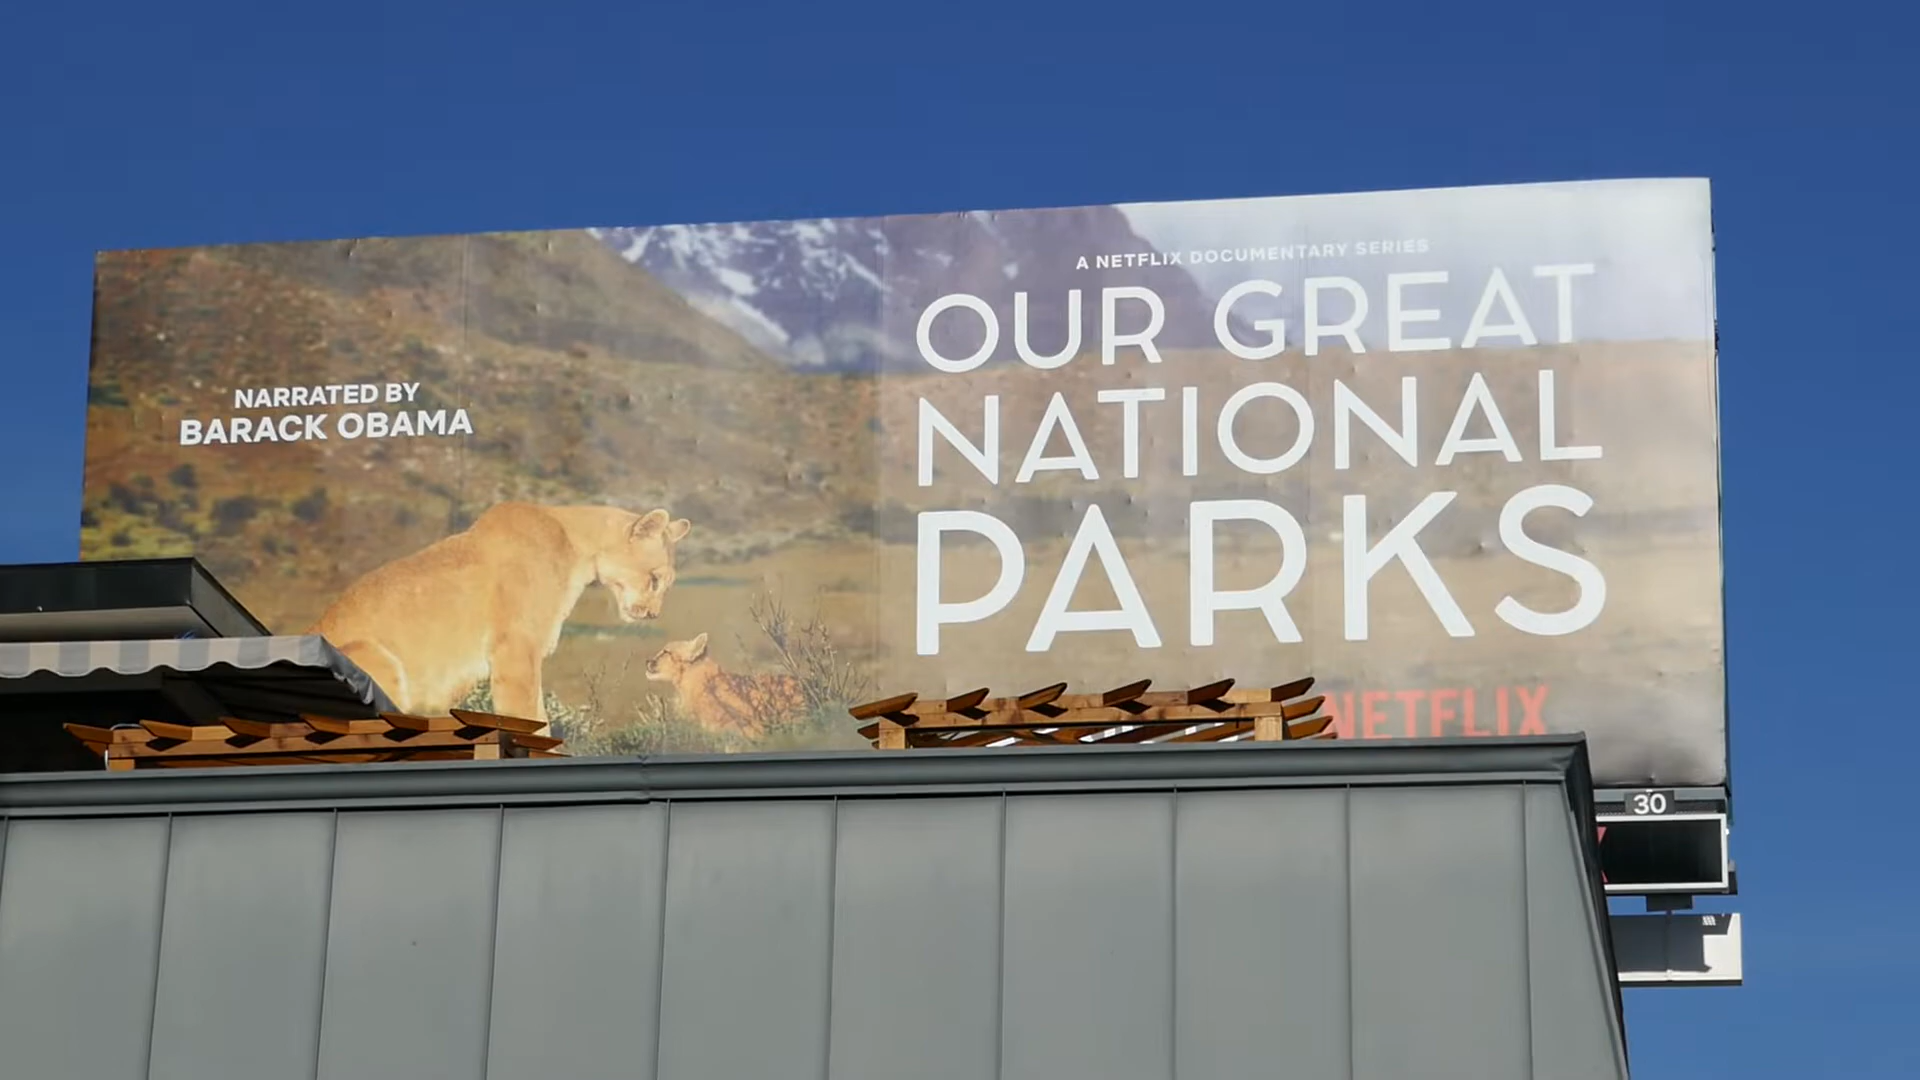 A NETFLIX DOCUMENTARY SERIES
OUR GREAT
NATIONAL
PARKS
NARRATED BY
BARACK OBAMA
NETFLIX
30